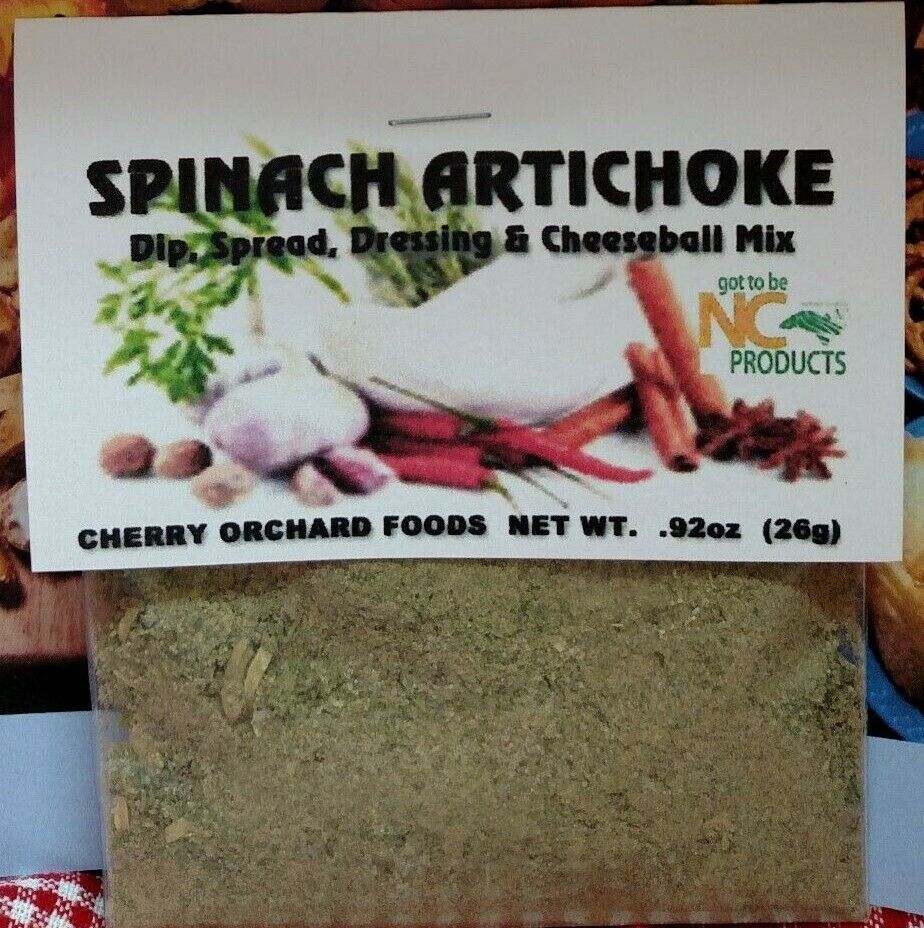 SPINACH ARTICHOKE
Dip, Spread, Dressing & Cheeseball Mix
got to be
NC
PRODUCTS
CHERRY ORCHARD FOODS NET WT. .92oz (26g)